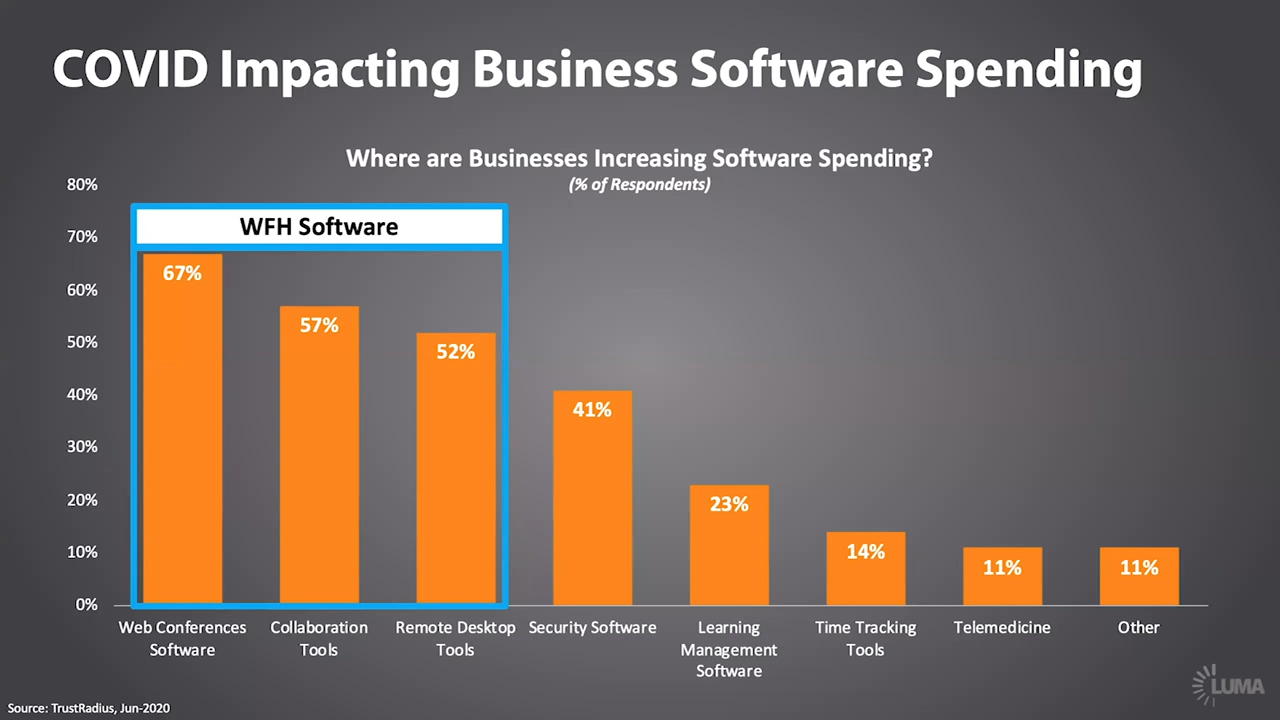 COVID Impacting Business Software Spending
Where are Businesses Increasing Software Spending?
(% of Respondents)
80%
70%
60%
50%
40%
30%
20%
10%
0%
WFH Software
67%
57%
52%
41%
23%
14%
11%
11%
Web Conferences
Software
Collaboration
Tools
Remote Desktop
Tools
Security Software
Learning
Management
Software
Time Tracking
Tools
Telemedicine
Other
LUMA
Source: TrustRadius, Jun-2020